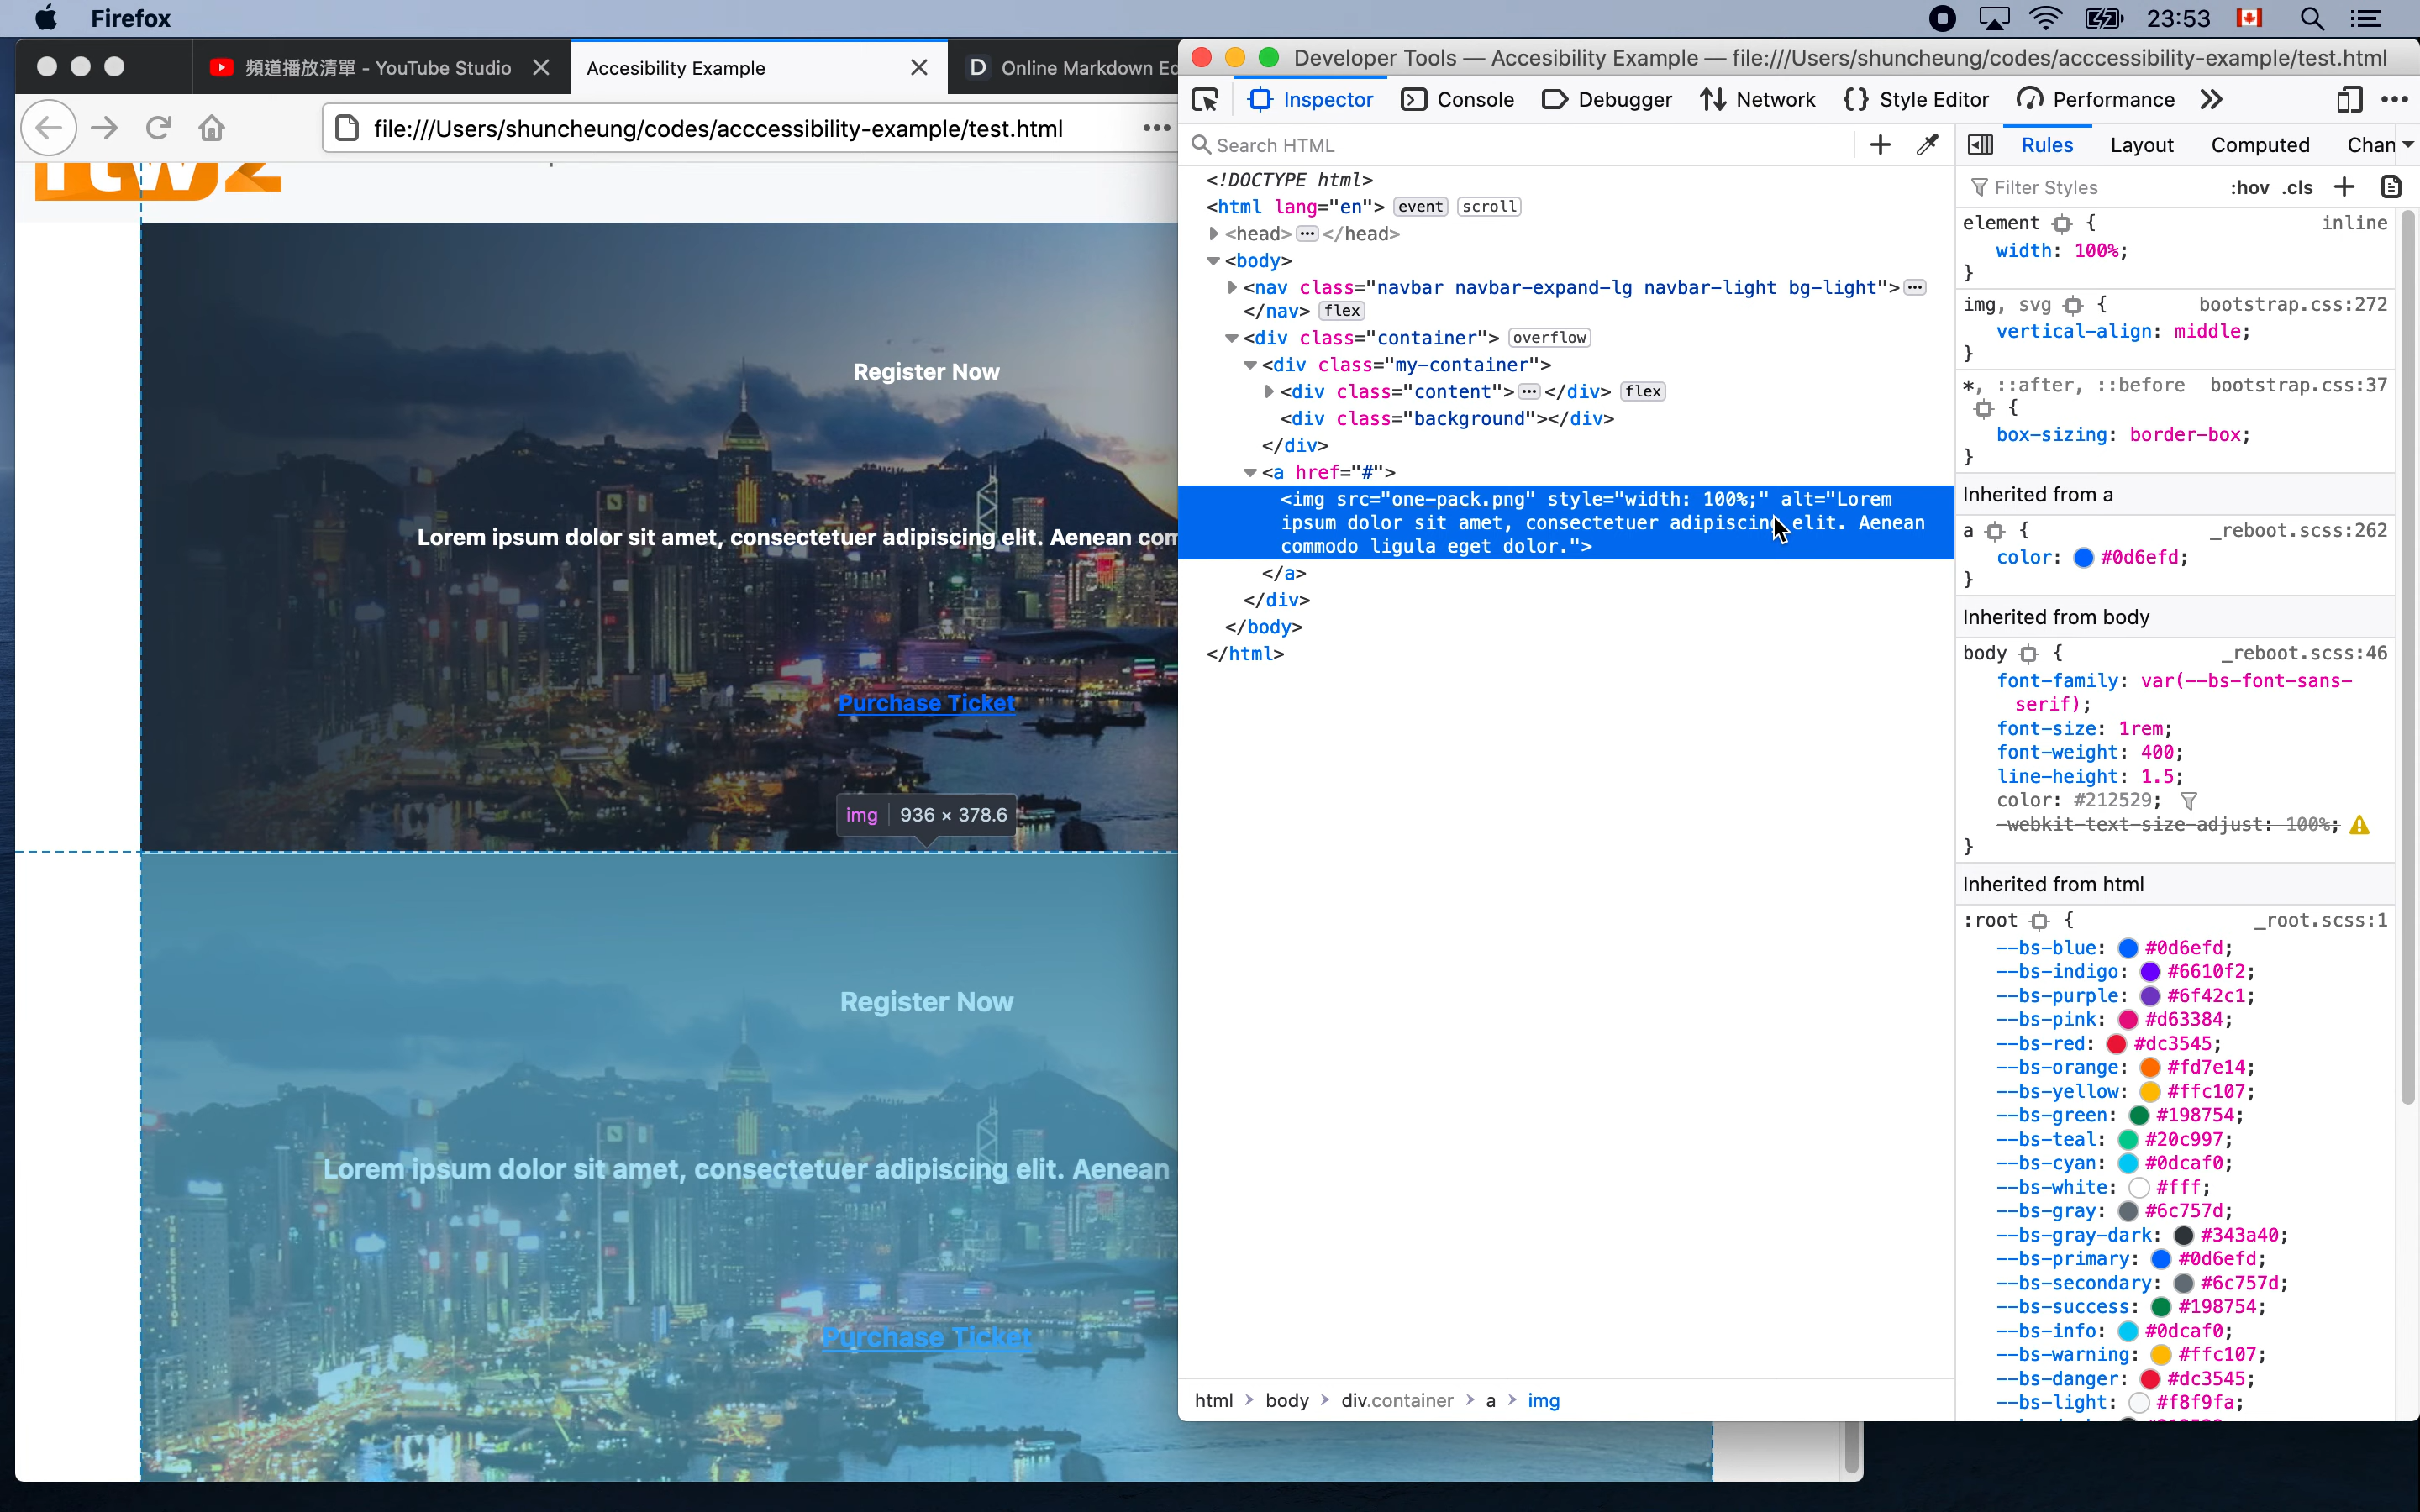 Firefox
23:53
頻道播放清單 - YouTube Studio
Accesibility Example
Online Markdown Ed
file:///Users/shuncheung/codes/acccessibility-example/test.html
Register Now
Lorem ipsum dolor sit amet, consectetuer adipiscing elit. Aenean com
Purchase Ticket
img 936 × 378.6
Register Now
Lorem ipsum dolor sit amet, consectetuer adipiscing elit. Aenean
Purchase Ticket
Developer Tools — Accesibility Example — file:///Users/shuncheung/codes/acccessibility-example/test.html
Inspector Console Debugger Network Style Editor Performance
Search HTML
<!DOCTYPE html>
<html lang="en"> event scroll
<head> ⋯ </head>
<body>
<nav class="navbar navbar-expand-lg navbar-light bg-light"> ⋯
</nav> flex
<div class="container"> overflow
<div class="my-container">
<div class="content"> ⋯ </div> flex
<div class="background"></div>
</div>
<a href="#">
<img src="one-pack.png" style="width: 100%;" alt="Lorem
ipsum dolor sit amet, consectetuer adipiscing elit. Aenean
commodo ligula eget dolor.">
</a>
</div>
</body>
</html>
html > body > div.container > a > img
Rules Layout Computed Chan
Filter Styles :hov .cls
element { inline
width: 100%;
}
img, svg { bootstrap.css:272
vertical-align: middle;
}
*, ::after, ::before bootstrap.css:37
{
box-sizing: border-box;
}
Inherited from a
a { _reboot.scss:262
color: #0d6efd;
}
Inherited from body
body { _reboot.scss:46
font-family: var(--bs-font-sans-
serif);
font-size: 1rem;
font-weight: 400;
line-height: 1.5;
color: #212529;
-webkit-text-size-adjust: 100%;
}
Inherited from html
:root { _root.scss:1
--bs-blue: #0d6efd;
--bs-indigo: #6610f2;
--bs-purple: #6f42c1;
--bs-pink: #d63384;
--bs-red: #dc3545;
--bs-orange: #fd7e14;
--bs-yellow: #ffc107;
--bs-green: #198754;
--bs-teal: #20c997;
--bs-cyan: #0dcaf0;
--bs-white: #fff;
--bs-gray: #6c757d;
--bs-gray-dark: #343a40;
--bs-primary: #0d6efd;
--bs-secondary: #6c757d;
--bs-success: #198754;
--bs-info: #0dcaf0;
--bs-warning: #ffc107;
--bs-danger: #dc3545;
--bs-light: #f8f9fa;